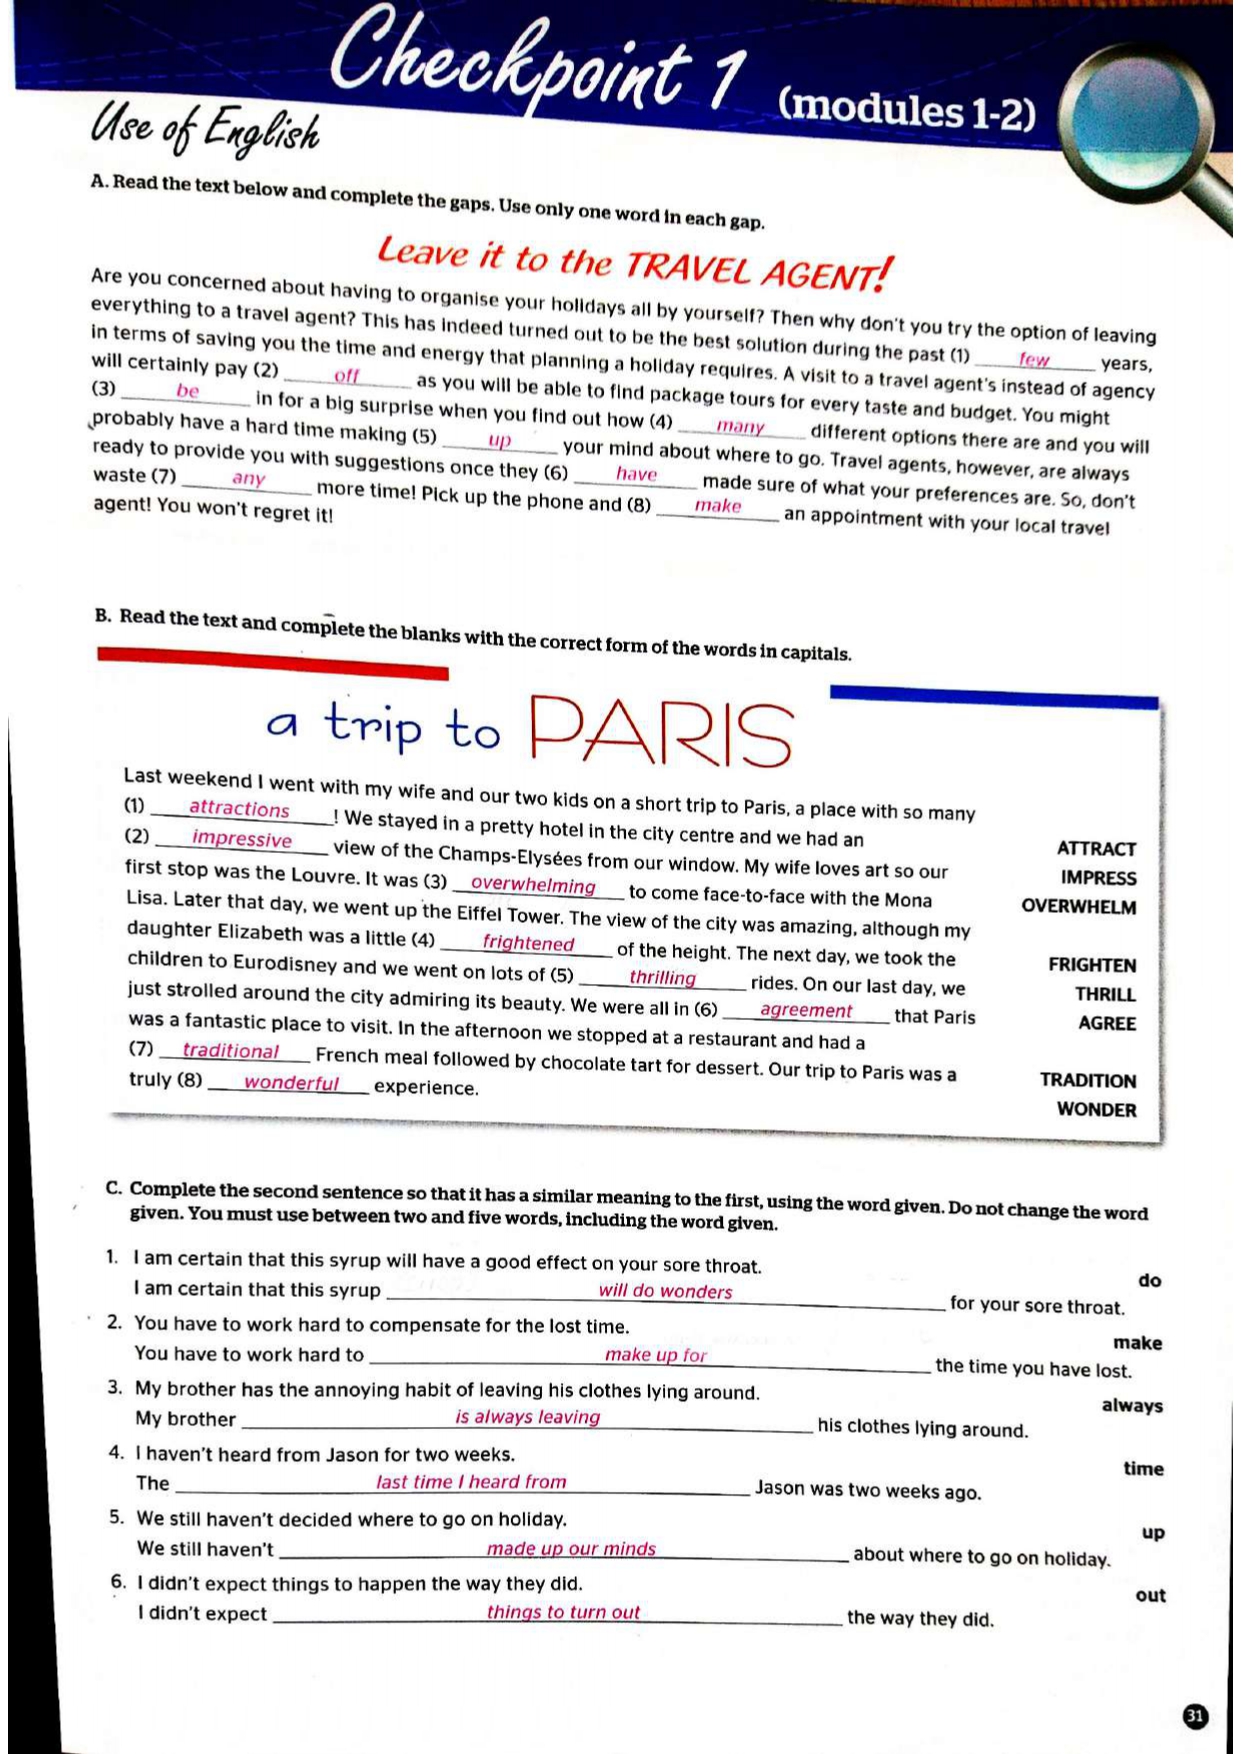 Checkpoint 1 (modules 1-2)
Use of English
A. Read the text below and complete the gaps. Use only one word in each gap.
Leave it to the TRAVEL AGENT!
Are you concerned about having to organise your holidays all by yourself? Then why don't you try the option of leaving
everything to a travel agent? This has indeed turned out to be the best solution during the past (1) few years,
in terms of saving you the time and energy that planning a holiday requires. A visit to a travel agent's instead of agency
will certainly pay (2) off as you will be able to find package tours for every taste and budget. You might
(3) be in for a big surprise when you find out how (4) many different options there are and you will
probably have a hard time making (5) up your mind about where to go. Travel agents, however, are always
ready to provide you with suggestions once they (6) have made sure of what your preferences are. So, don't
waste (7) any more time! Pick up the phone and (8) make an appointment with your local travel
agent! You won't regret it!
B. Read the text and complete the blanks with the correct form of the words in capitals.
a trip to PARIS
Last weekend I went with my wife and our two kids on a short trip to Paris, a place with so many
(1) attractions ! We stayed in a pretty hotel in the city centre and we had an ATTRACT
(2) impressive view of the Champs-Elysées from our window. My wife loves art so our IMPRESS
first stop was the Louvre. It was (3) overwhelming to come face-to-face with the Mona OVERWHELM
Lisa. Later that day, we went up the Eiffel Tower. The view of the city was amazing, although my
daughter Elizabeth was a little (4) frightened of the height. The next day, we took the FRIGHTEN
children to Eurodisney and we went on lots of (5) thrilling rides. On our last day, we THRILL
just strolled around the city admiring its beauty. We were all in (6) agreement that Paris AGREE
was a fantastic place to visit. In the afternoon we stopped at a restaurant and had a
(7) traditional French meal followed by chocolate tart for dessert. Our trip to Paris was a TRADITION
truly (8) wonderful experience. WONDER
C. Complete the second sentence so that it has a similar meaning to the first, using the word given. Do not change the word
given. You must use between two and five words, including the word given.
1. I am certain that this syrup will have a good effect on your sore throat. do
I am certain that this syrup will do wonders for your sore throat.
2. You have to work hard to compensate for the lost time. make
You have to work hard to make up for the time you have lost.
3. My brother has the annoying habit of leaving his clothes lying around. always
My brother is always leaving his clothes lying around.
4. I haven't heard from Jason for two weeks. time
The last time I heard from Jason was two weeks ago.
5. We still haven't decided where to go on holiday. up
We still haven't made up our minds about where to go on holiday.
6. I didn't expect things to happen the way they did. out
I didn't expect things to turn out the way they did.
31